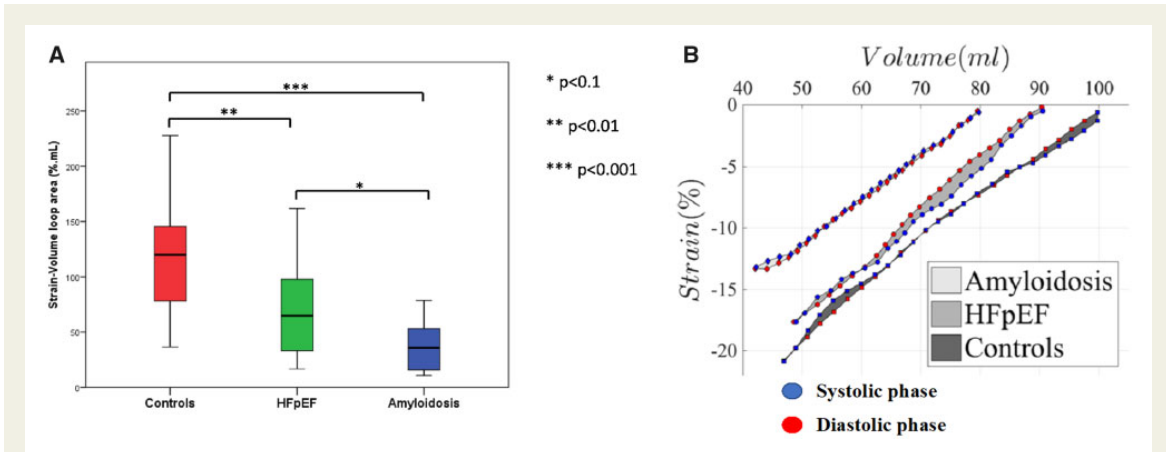 A
Strain-Volume loop area (%.mL)
250
200
150
100
50
0
***
**
*
Controls
HFpEF
Amyloidosis
* p<0.1
** p<0.01
*** p<0.001
B
Volume(ml)
40 50 60 70 80 90 100
Strain(%)
0
-5
-10
-15
-20
Amyloidosis
HFpEF
Controls
Systolic phase
Diastolic phase